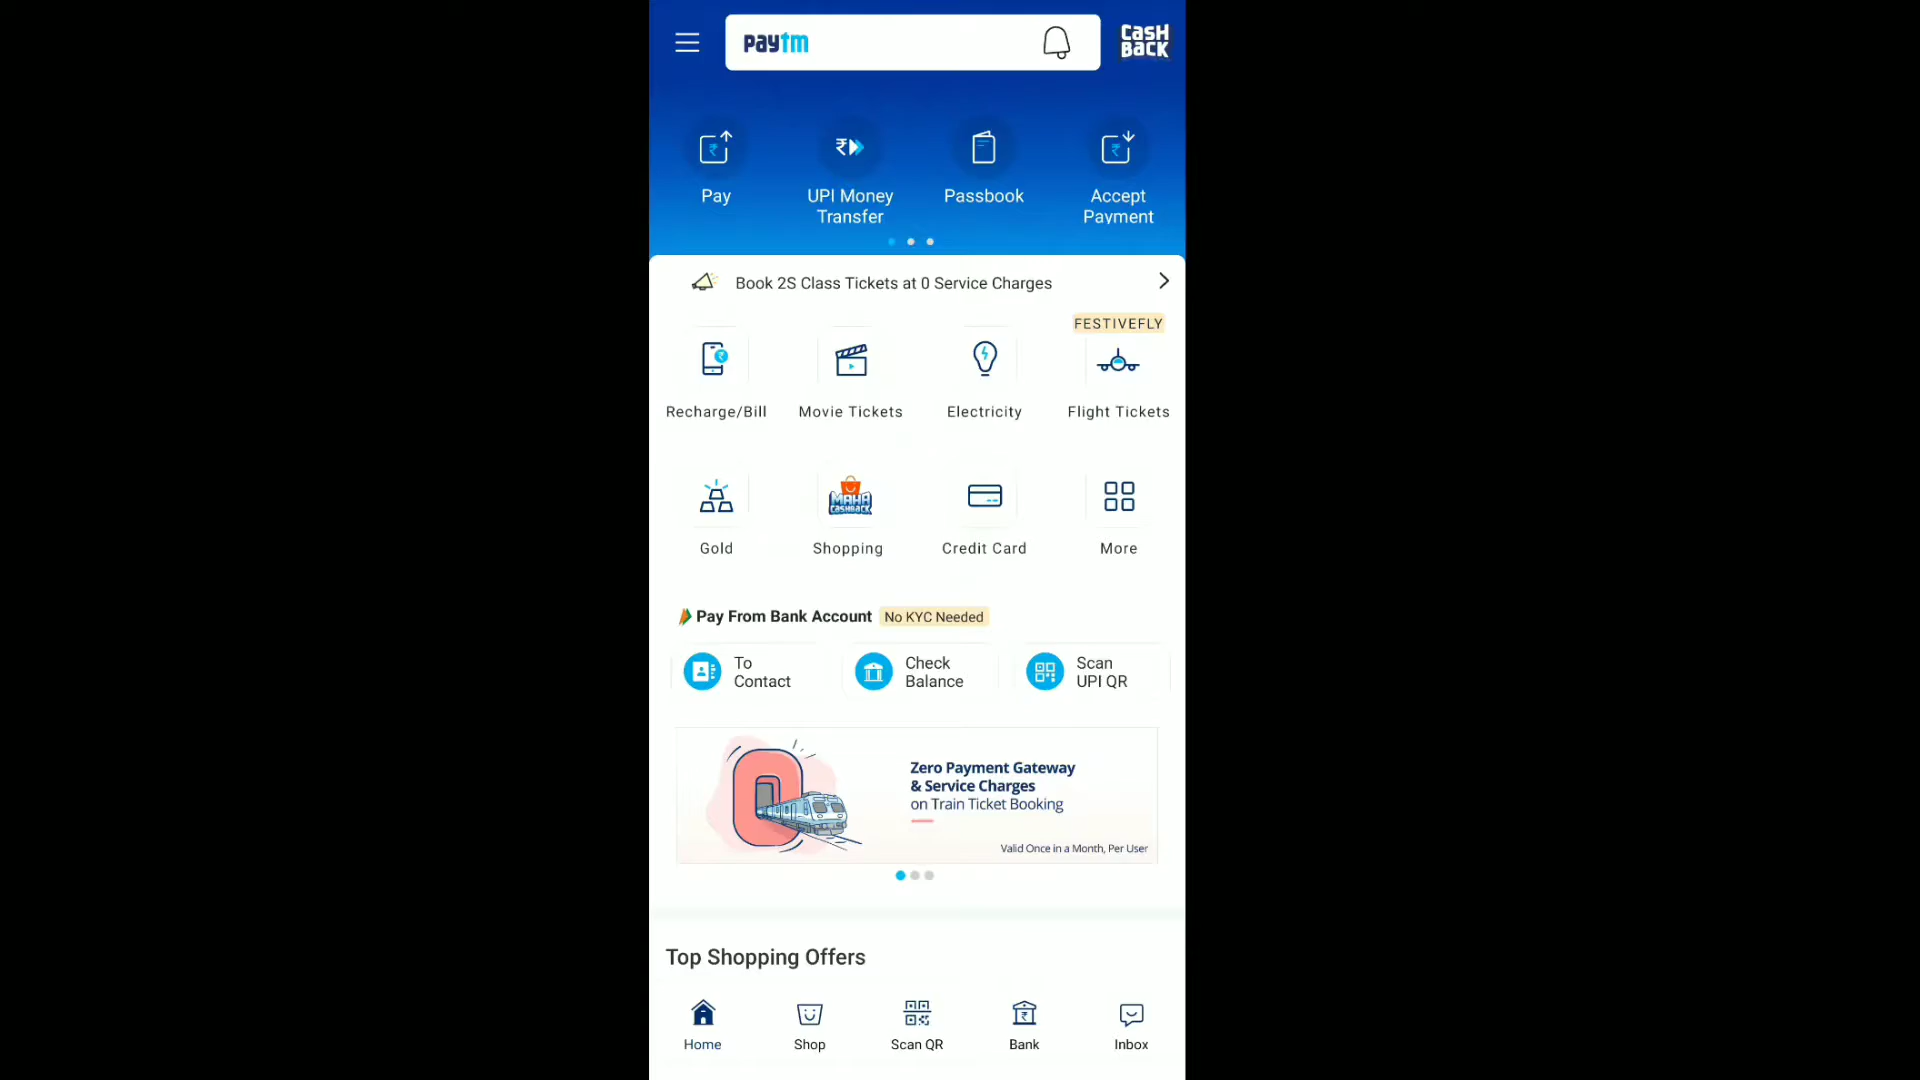 paytm
CASH
BACK
Pay
UPI Money
Transfer
Passbook
Accept
Payment
Book 2S Class Tickets at 0 Service Charges
FESTIVEFLY
Recharge/Bill
Movie Tickets
Electricity
Flight Tickets
MAHA
CASHBACK
Gold
Shopping
Credit Card
More
Pay From Bank Account No KYC Needed
To
Contact
Check
Balance
Scan
UPI QR
Zero Payment Gateway
& Service Charges
on Train Ticket Booking
Valid Once in a Month, Per User
Top Shopping Offers
Home
Shop
Scan QR
Bank
Inbox